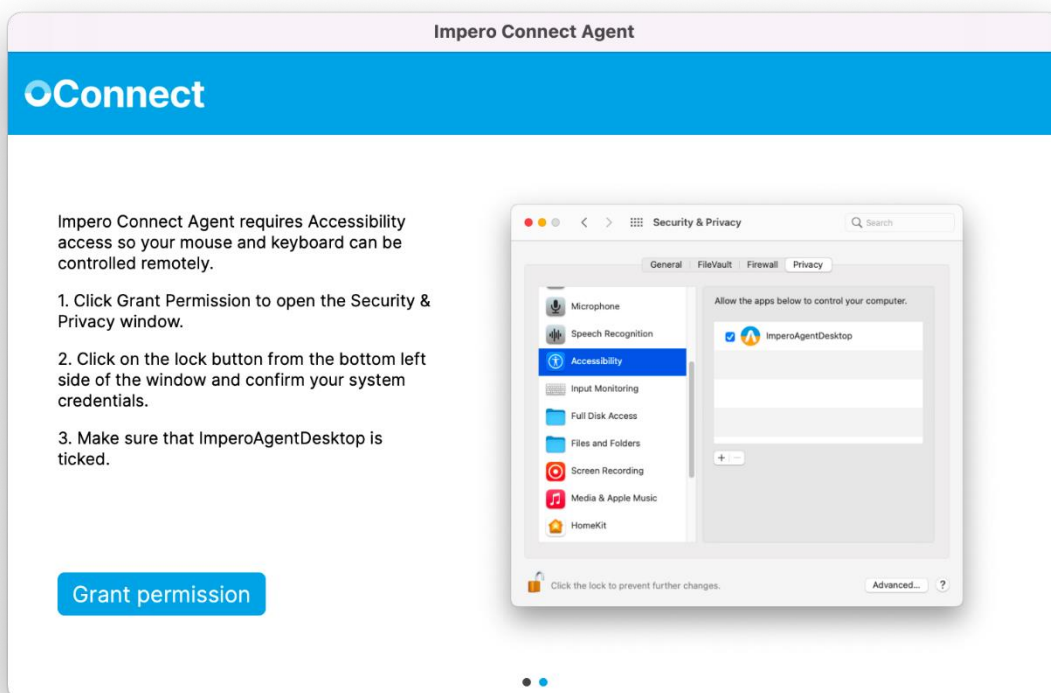 Impero Connect Agent
Connect
Impero Connect Agent requires Accessibility
access so your mouse and keyboard can be
controlled remotely.
1. Click Grant Permission to open the Security &
Privacy window.
2. Click on the lock button from the bottom left
side of the window and confirm your system
credentials.
3. Make sure that ImperoAgentDesktop is
ticked.
Grant permission
Security & Privacy
Search
General FileVault Firewall Privacy
Microphone
Speech Recognition
Accessibility
Input Monitoring
Full Disk Access
Files and Folders
Screen Recording
Media & Apple Music
HomeKit
Allow the apps below to control your computer.
ImperoAgentDesktop
+ −
Click the lock to prevent further changes.
Advanced... ?